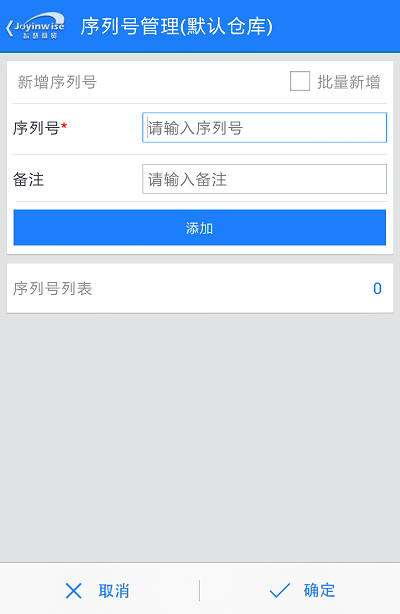 Joyinwise
智慧商贸
序列号管理(默认仓库)
新增序列号
批量新增
序列号*
请输入序列号
备注
请输入备注
添加
序列号列表
0
取消
确定